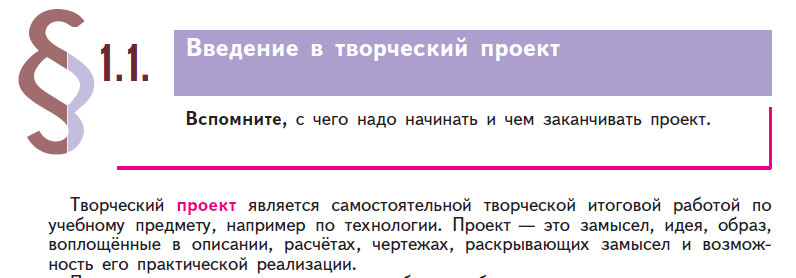 § 1.1.
Введение в творческий проект
Вспомните, с чего надо начинать и чем заканчивать проект.
Творческий проект является самостоятельной творческой итоговой работой по
учебному предмету, например по технологии. Проект — это замысел, идея, образ,
воплощённые в описании, расчётах, чертежах, раскрывающих замысел и возмож-
ность его практической реализации.